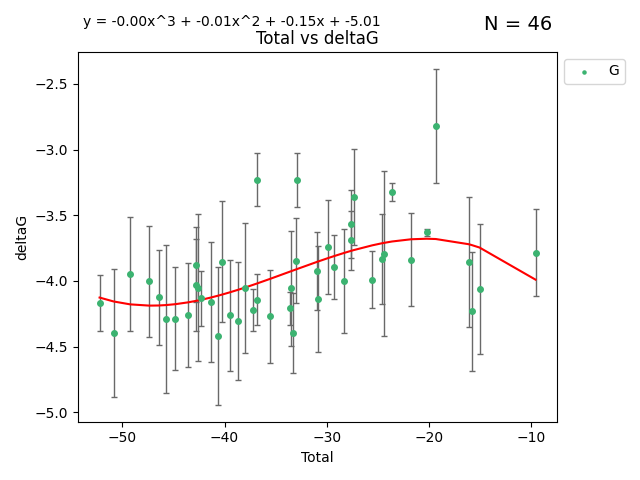 y = -0.00x^3 + -0.01x^2 + -0.15x + -5.01
N = 46
Total vs deltaG
G
deltaG
−2.5
−3.0
−3.5
−4.0
−4.5
−5.0
−50
−40
−30
−20
−10
Total